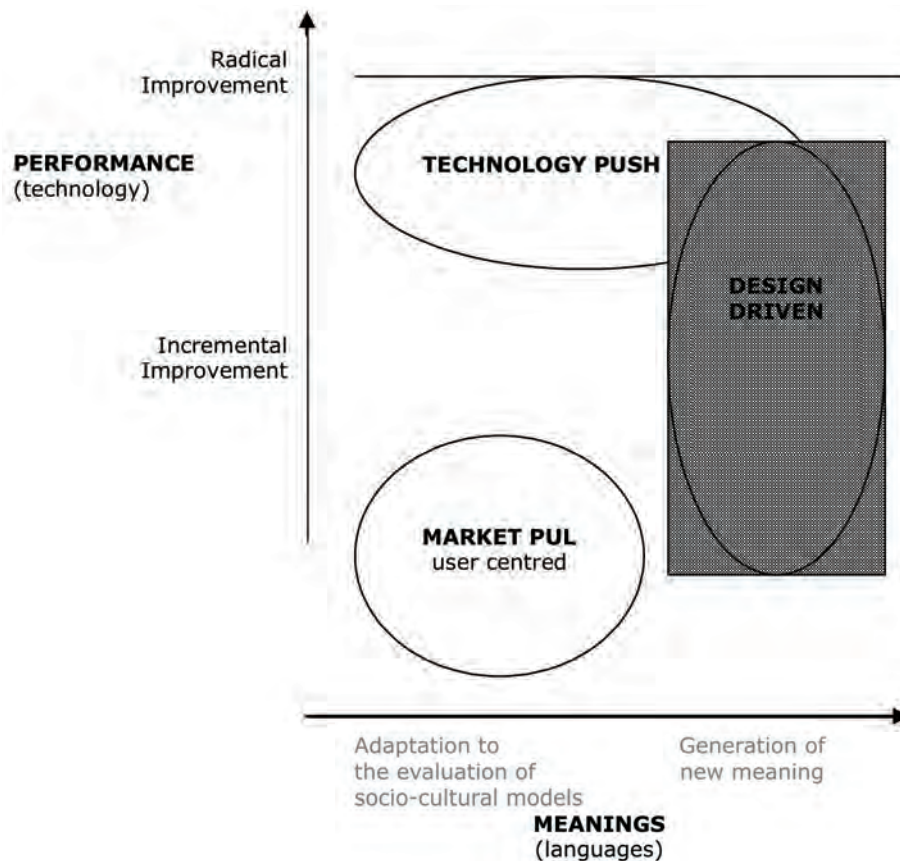 Radical
Improvement
PERFORMANCE
(technology)
TECHNOLOGY PUSH
DESIGN
DRIVEN
Incremental
Improvement
MARKET PUL
user centred
Adaptation to
the evaluation of
socio-cultural models
Generation of
new meaning
MEANINGS
(languages)